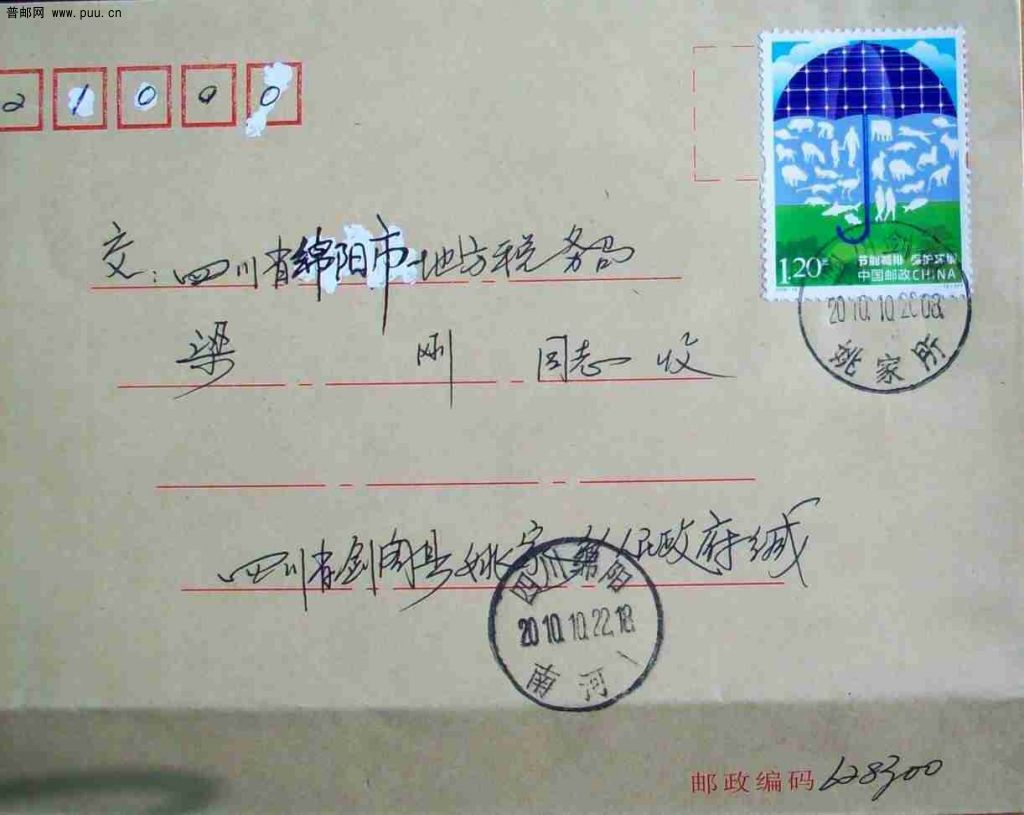 普邮网 www.puu.cn
21000
1.20元
节能减排 保护环境
中国邮政CHINA
2010.10.20.08
姚家所
交:四川省绵阳市地方税务局
梁刚同志收
四川省剑阁县姚家乡人民政府缄
四川绵阳
2010.10.22.18
南河
邮政编码 628300